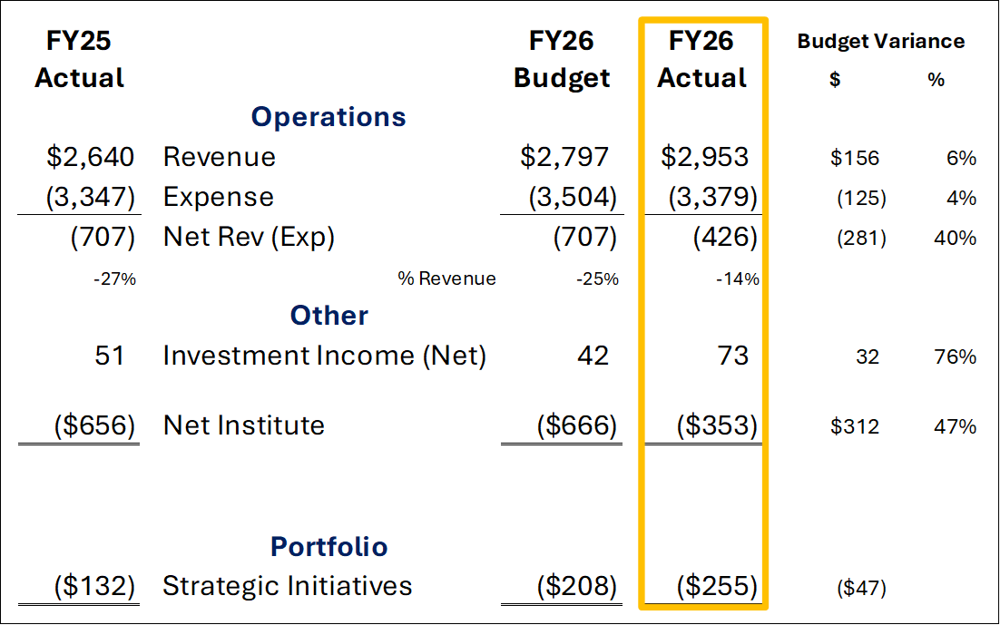 FY25 FY26 FY26 Budget Variance
Actual Budget Actual $ %
Operations
$2,640 Revenue $2,797 $2,953 $156 6%
(3,347) Expense (3,504) (3,379) (125) 4%
(707) Net Rev (Exp) (707) (426) (281) 40%
-27% % Revenue -25% -14%
Other
51 Investment Income (Net) 42 73 32 76%
($656) Net Institute ($666) ($353) $312 47%
Portfolio
($132) Strategic Initiatives ($208) ($255) ($47)